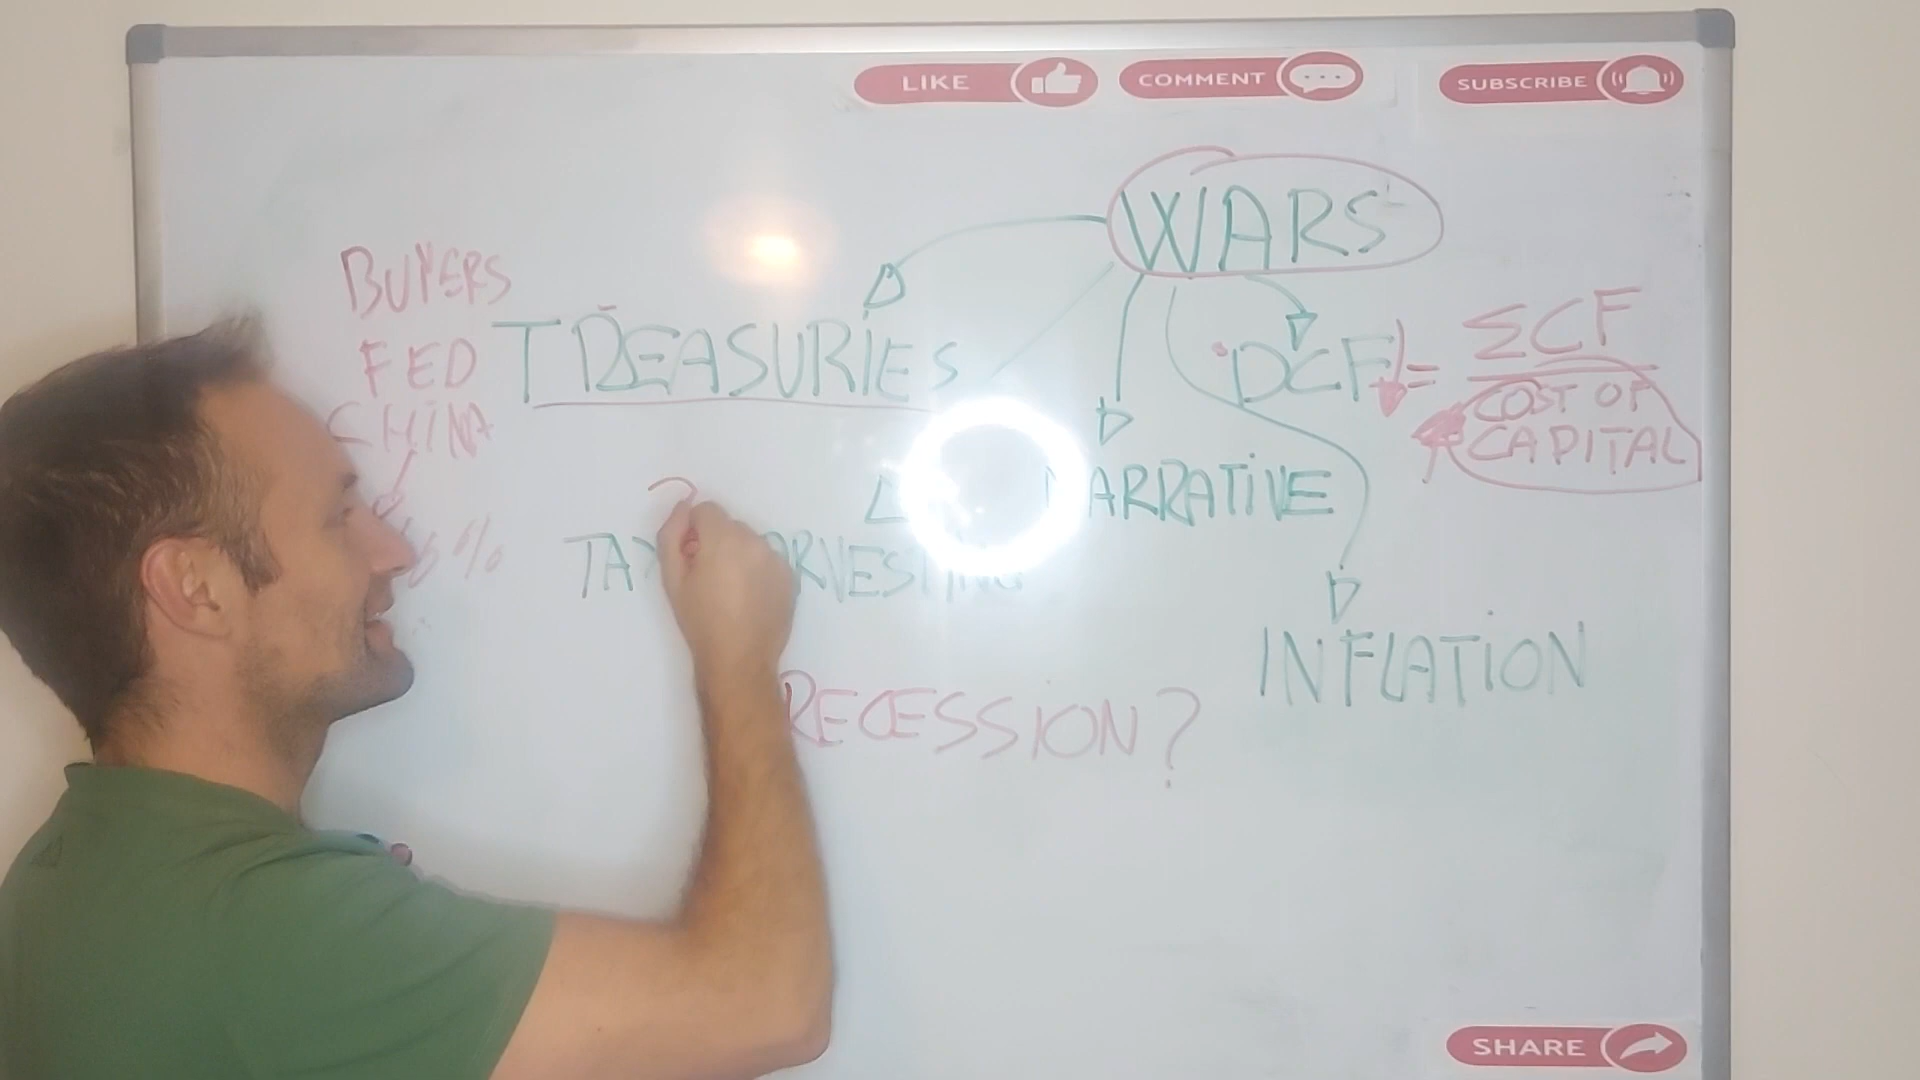 LIKE
COMMENT
SUBSCRIBE
WARS
BUYERS
FED
CHINA
6%
TREASURIES
DCF = ΣCF
COST OF
CAPITAL
NARRATIVE
TAX HARVESTING
INFLATION
RECESSION?
SHARE